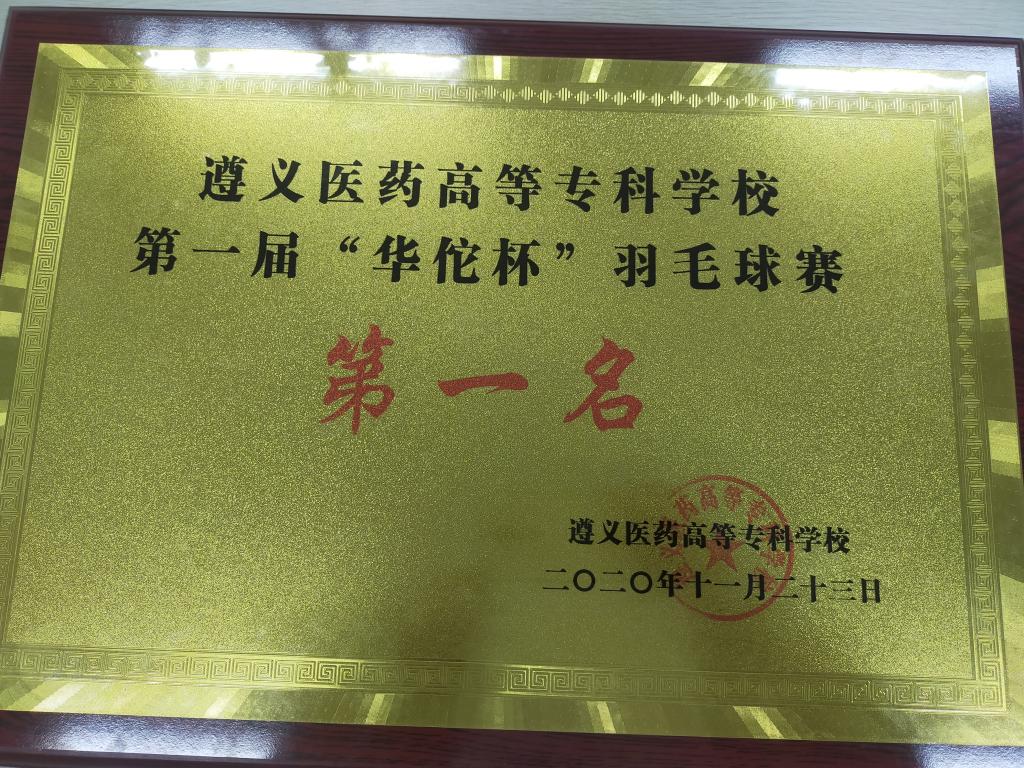 遵义医药高等专科学校
第一届“华佗杯”羽毛球赛
第一名
遵义医药高等专科学校
二〇二〇年十一月二十三日